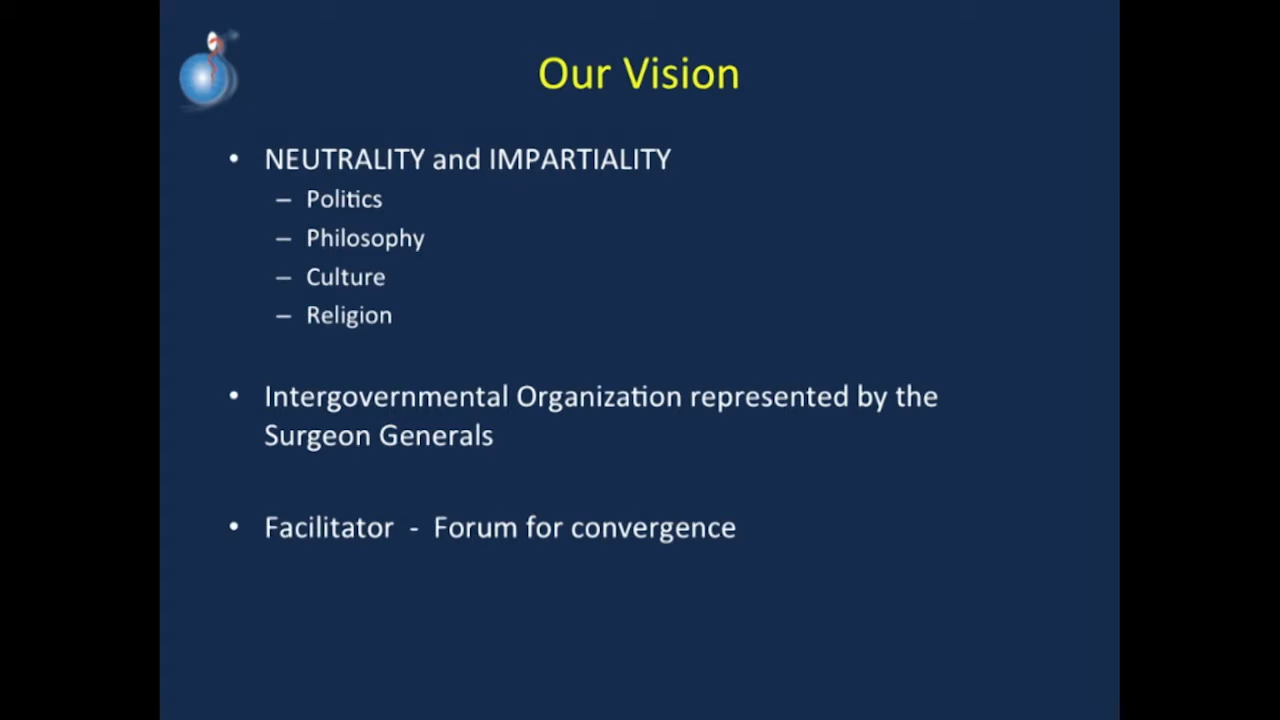 Our Vision
• NEUTRALITY and IMPARTIALITY
– Politics
– Philosophy
– Culture
– Religion
• Intergovernmental Organization represented by the
Surgeon Generals
• Facilitator - Forum for convergence